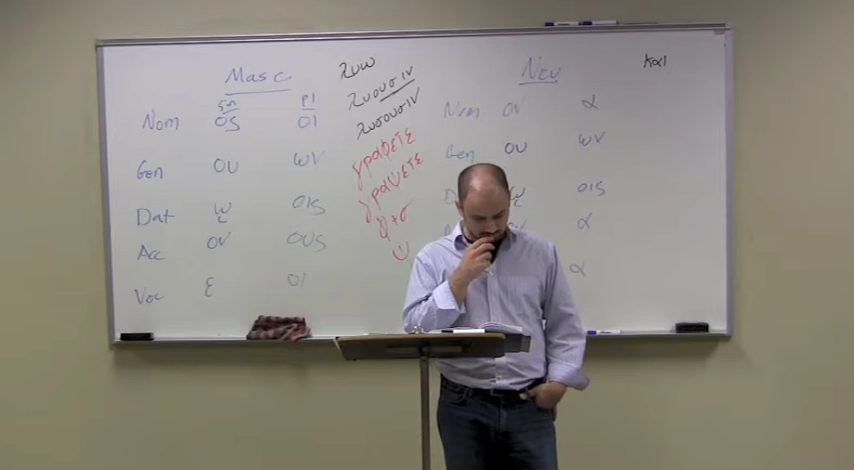 Masc
sg pl
Nom ος οι
Gen ου ων
Dat ῳ οις
Acc ον ους
Voc ε οι
λυω
λυουσιν
λυσουσιν
γραφετε
γραψετε
φ+σ
ψ
Neu
Nom ον α
Gen ου ων
D ῳ οις
α
α
και